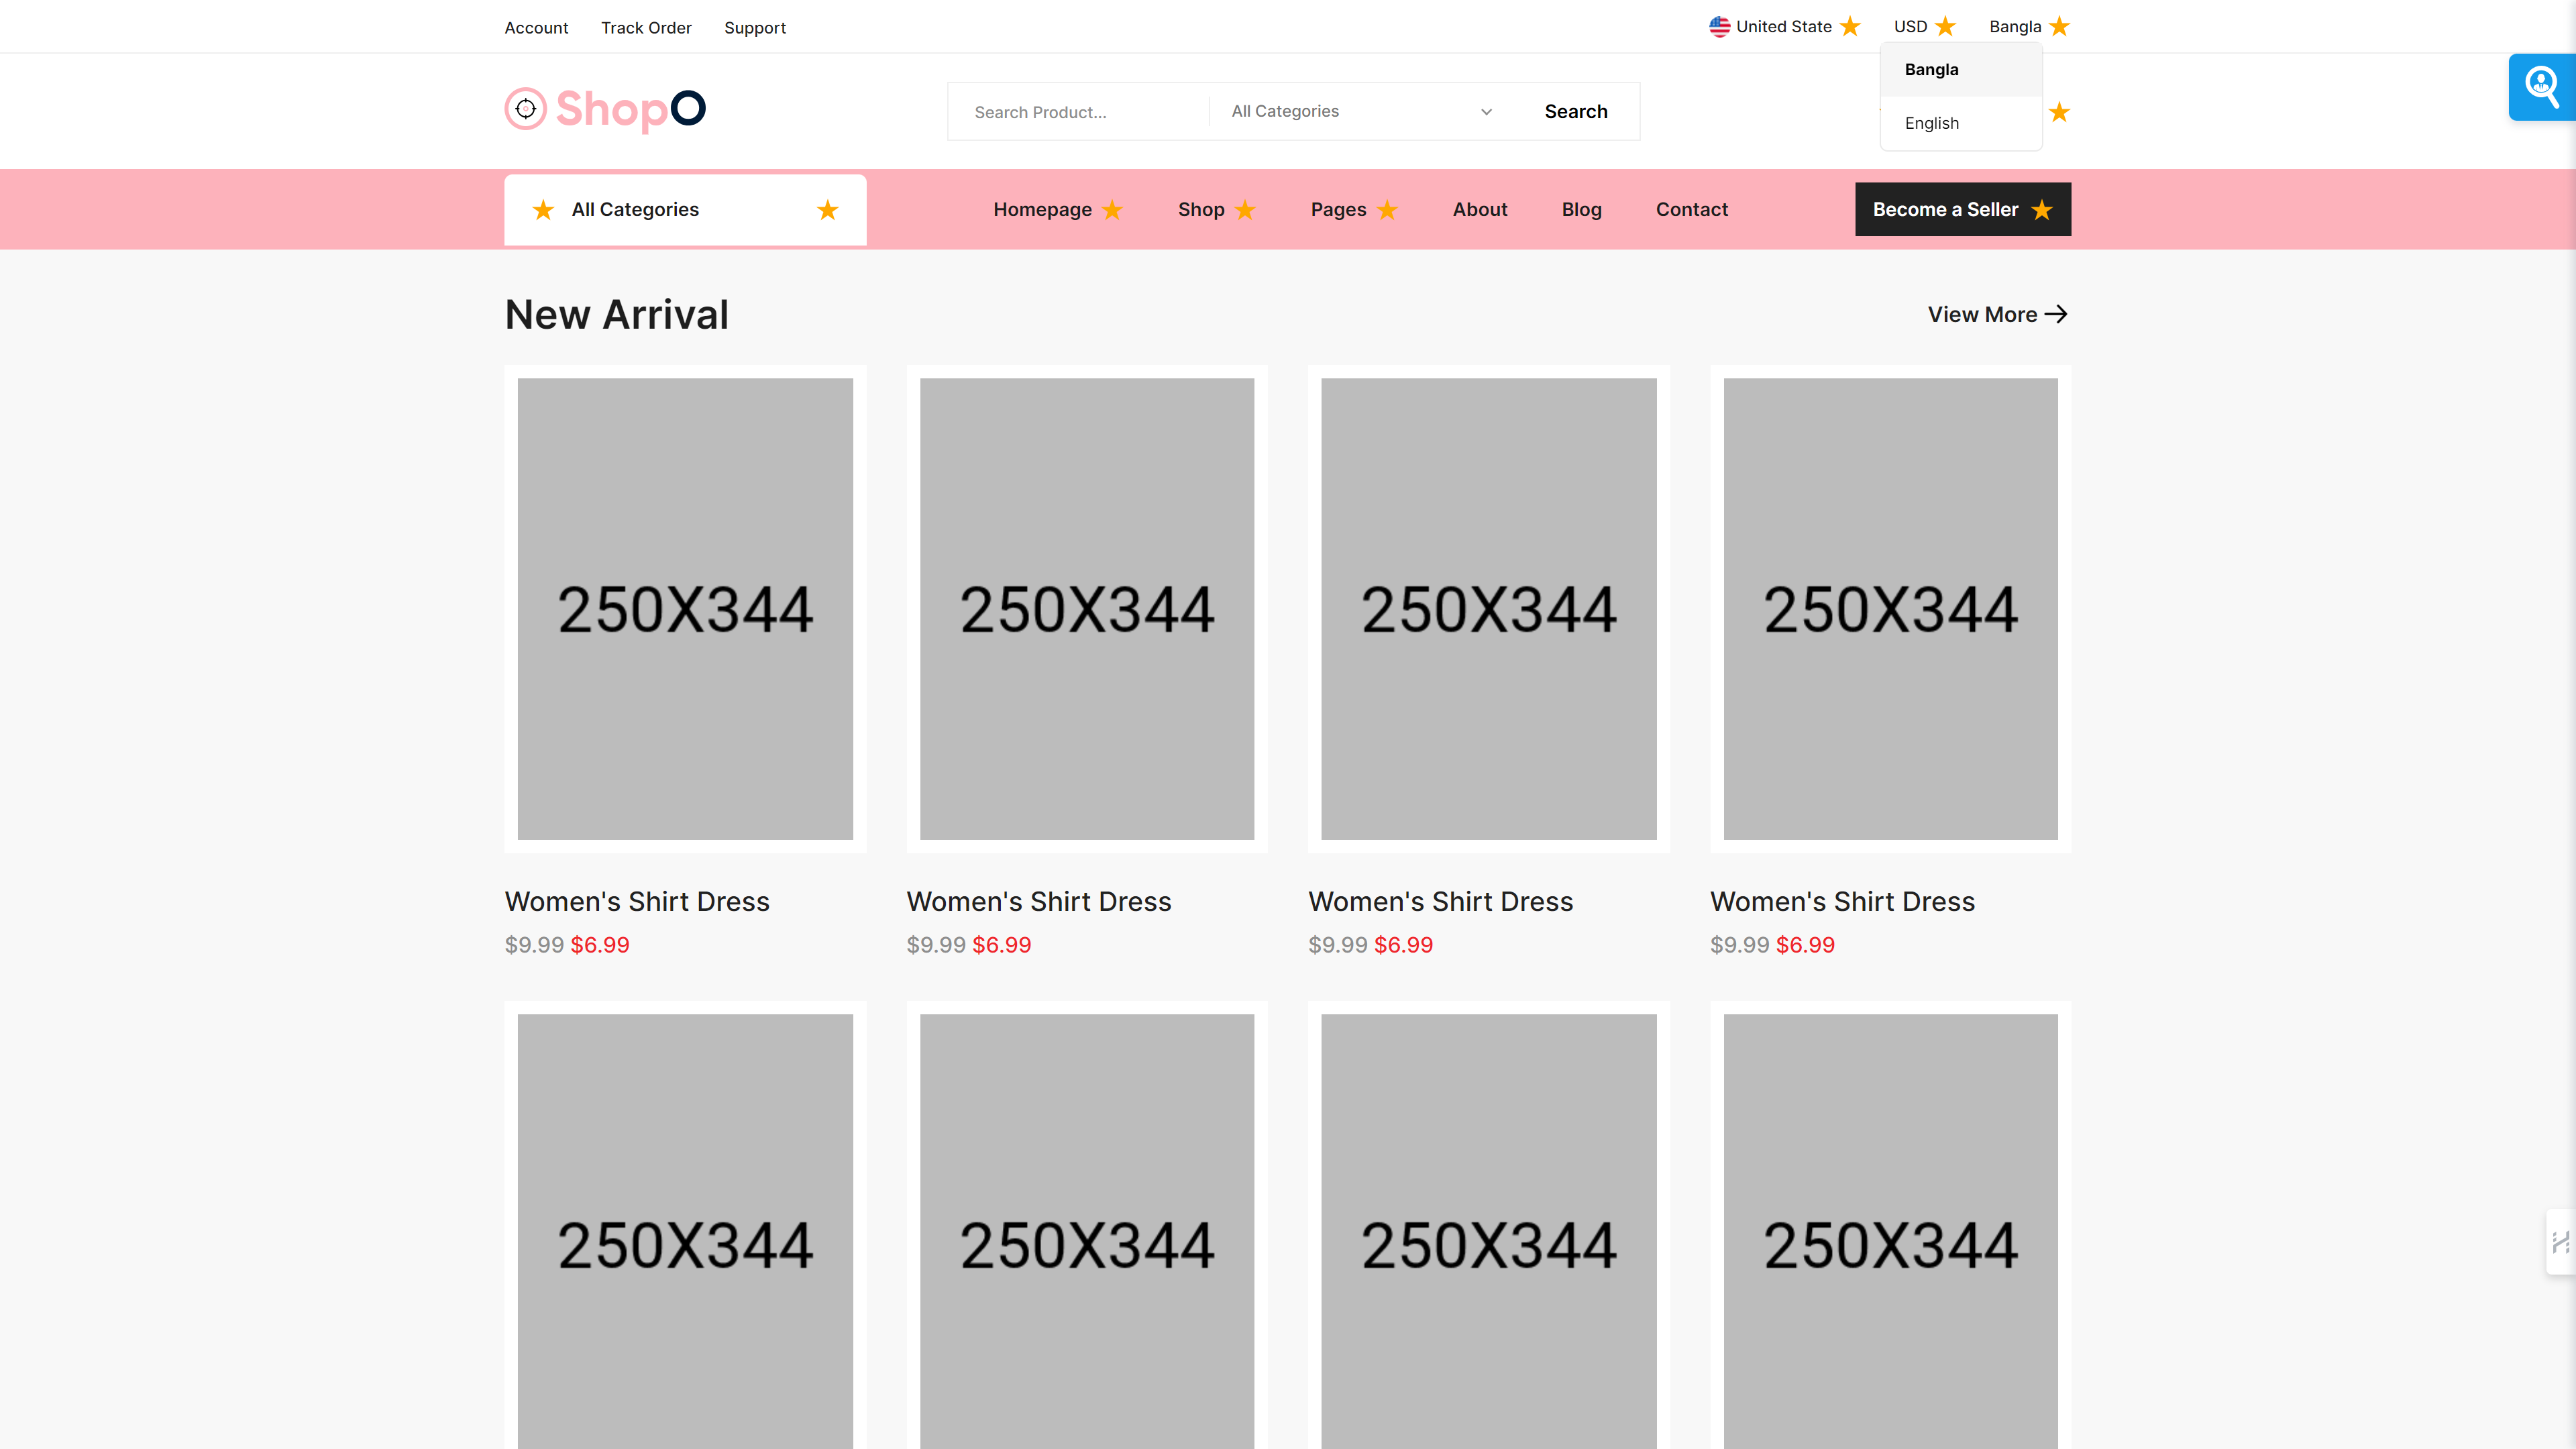 Account Track Order Support United State USD Bangla
Bangla
English
ShopO
Search Product... All Categories Search
All Categories Homepage Shop Pages About Blog Contact Become a Seller
New Arrival View More
250X344 250X344 250X344 250X344
Women's Shirt Dress Women's Shirt Dress Women's Shirt Dress Women's Shirt Dress
$9.99 $6.99 $9.99 $6.99 $9.99 $6.99 $9.99 $6.99
250X344 250X344 250X344 250X344